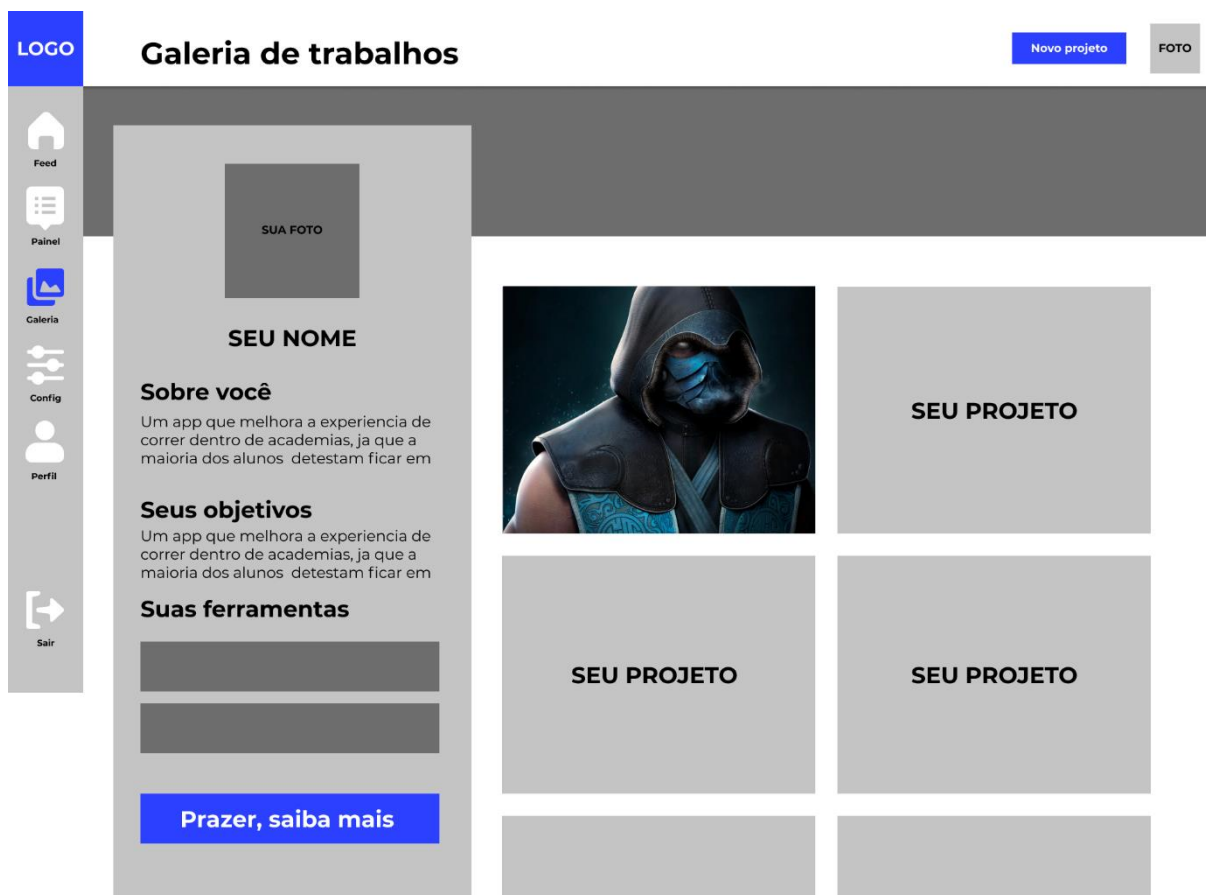 LOGO
Galeria de trabalhos
Novo projeto
FOTO
Feed
Painel
Galeria
Config
Perfil
Sair
SUA FOTO
SEU NOME
Sobre você
Um app que melhora a experiencia de
correr dentro de academias, ja que a
maioria dos alunos  detestam ficar em
Seus objetivos
Um app que melhora a experiencia de
correr dentro de academias, ja que a
maioria dos alunos  detestam ficar em
Suas ferramentas
Prazer, saiba mais
SEU PROJETO
SEU PROJETO
SEU PROJETO